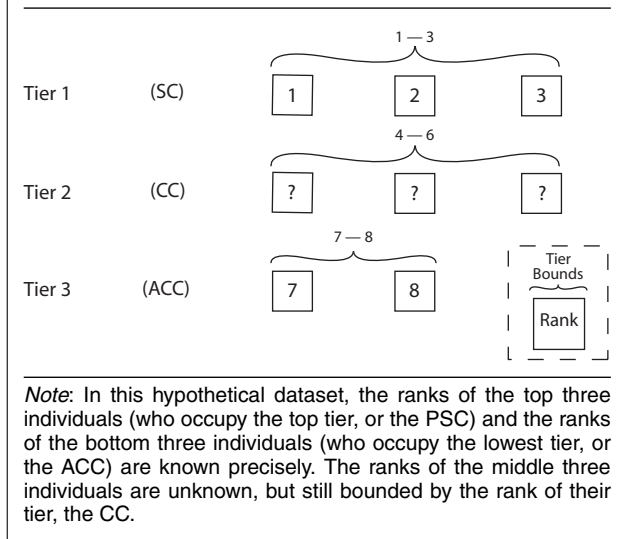 1 — 3
Tier 1 (SC) 1 2 3
4 — 6
Tier 2 (CC) ? ? ?
7 — 8
Tier 3 (ACC) 7 8
Tier
Bounds
Rank
Note: In this hypothetical dataset, the ranks of the top three
individuals (who occupy the top tier, or the PSC) and the ranks
of the bottom three individuals (who occupy the lowest tier, or
the ACC) are known precisely. The ranks of the middle three
individuals are unknown, but still bounded by the rank of their
tier, the CC.